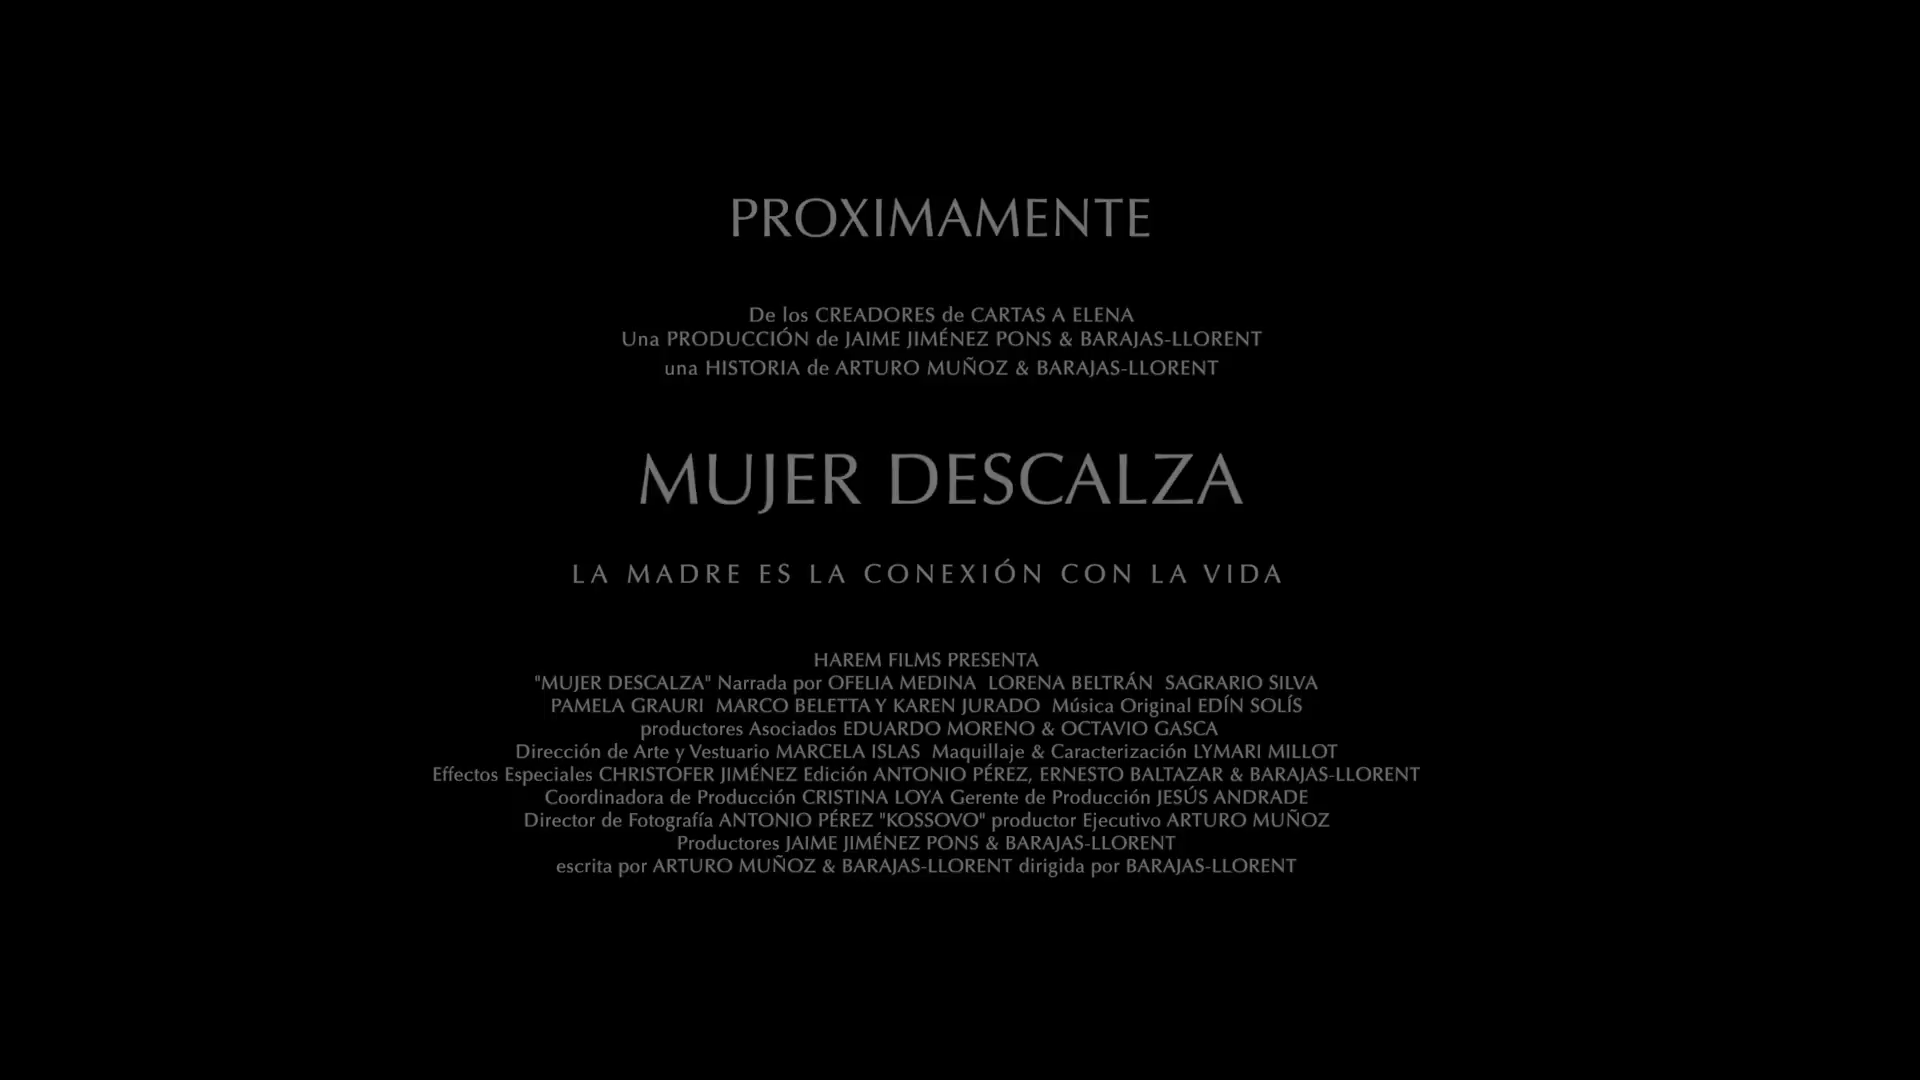 PROXIMAMENTE
De los CREADORES de CARTAS A ELENA
Una PRODUCCIÓN de JAIME JIMÉNEZ PONS & BARAJAS-LLORENT
una HISTORIA de ARTURO MUÑOZ & BARAJAS-LLORENT
MUJER DESCALZA
LA MADRE ES LA CONEXIÓN CON LA VIDA
HAREM FILMS PRESENTA
"MUJER DESCALZA" Narrada por OFELIA MEDINA  LORENA BELTRÁN  SAGRARIO SILVA
PAMELA GRAURI  MARCO BELETTA Y KAREN JURADO  Música Original EDÍN SOLÍS
productores Asociados EDUARDO MORENO & OCTAVIO GASCA
Dirección de Arte y Vestuario MARCELA ISLAS  Maquillaje & Caracterización LYMARI MILLOT
Effectos Especiales CHRISTOFER JIMÉNEZ Edición ANTONIO PÉREZ, ERNESTO BALTAZAR & BARAJAS-LLORENT
Coordinadora de Producción CRISTINA LOYA Gerente de Producción JESÚS ANDRADE
Director de Fotografía ANTONIO PÉREZ "KOSSOVO" productor Ejecutivo ARTURO MUÑOZ
Productores JAIME JIMÉNEZ PONS & BARAJAS-LLORENT
escrita por ARTURO MUÑOZ & BARAJAS-LLORENT dirigida por BARAJAS-LLORENT